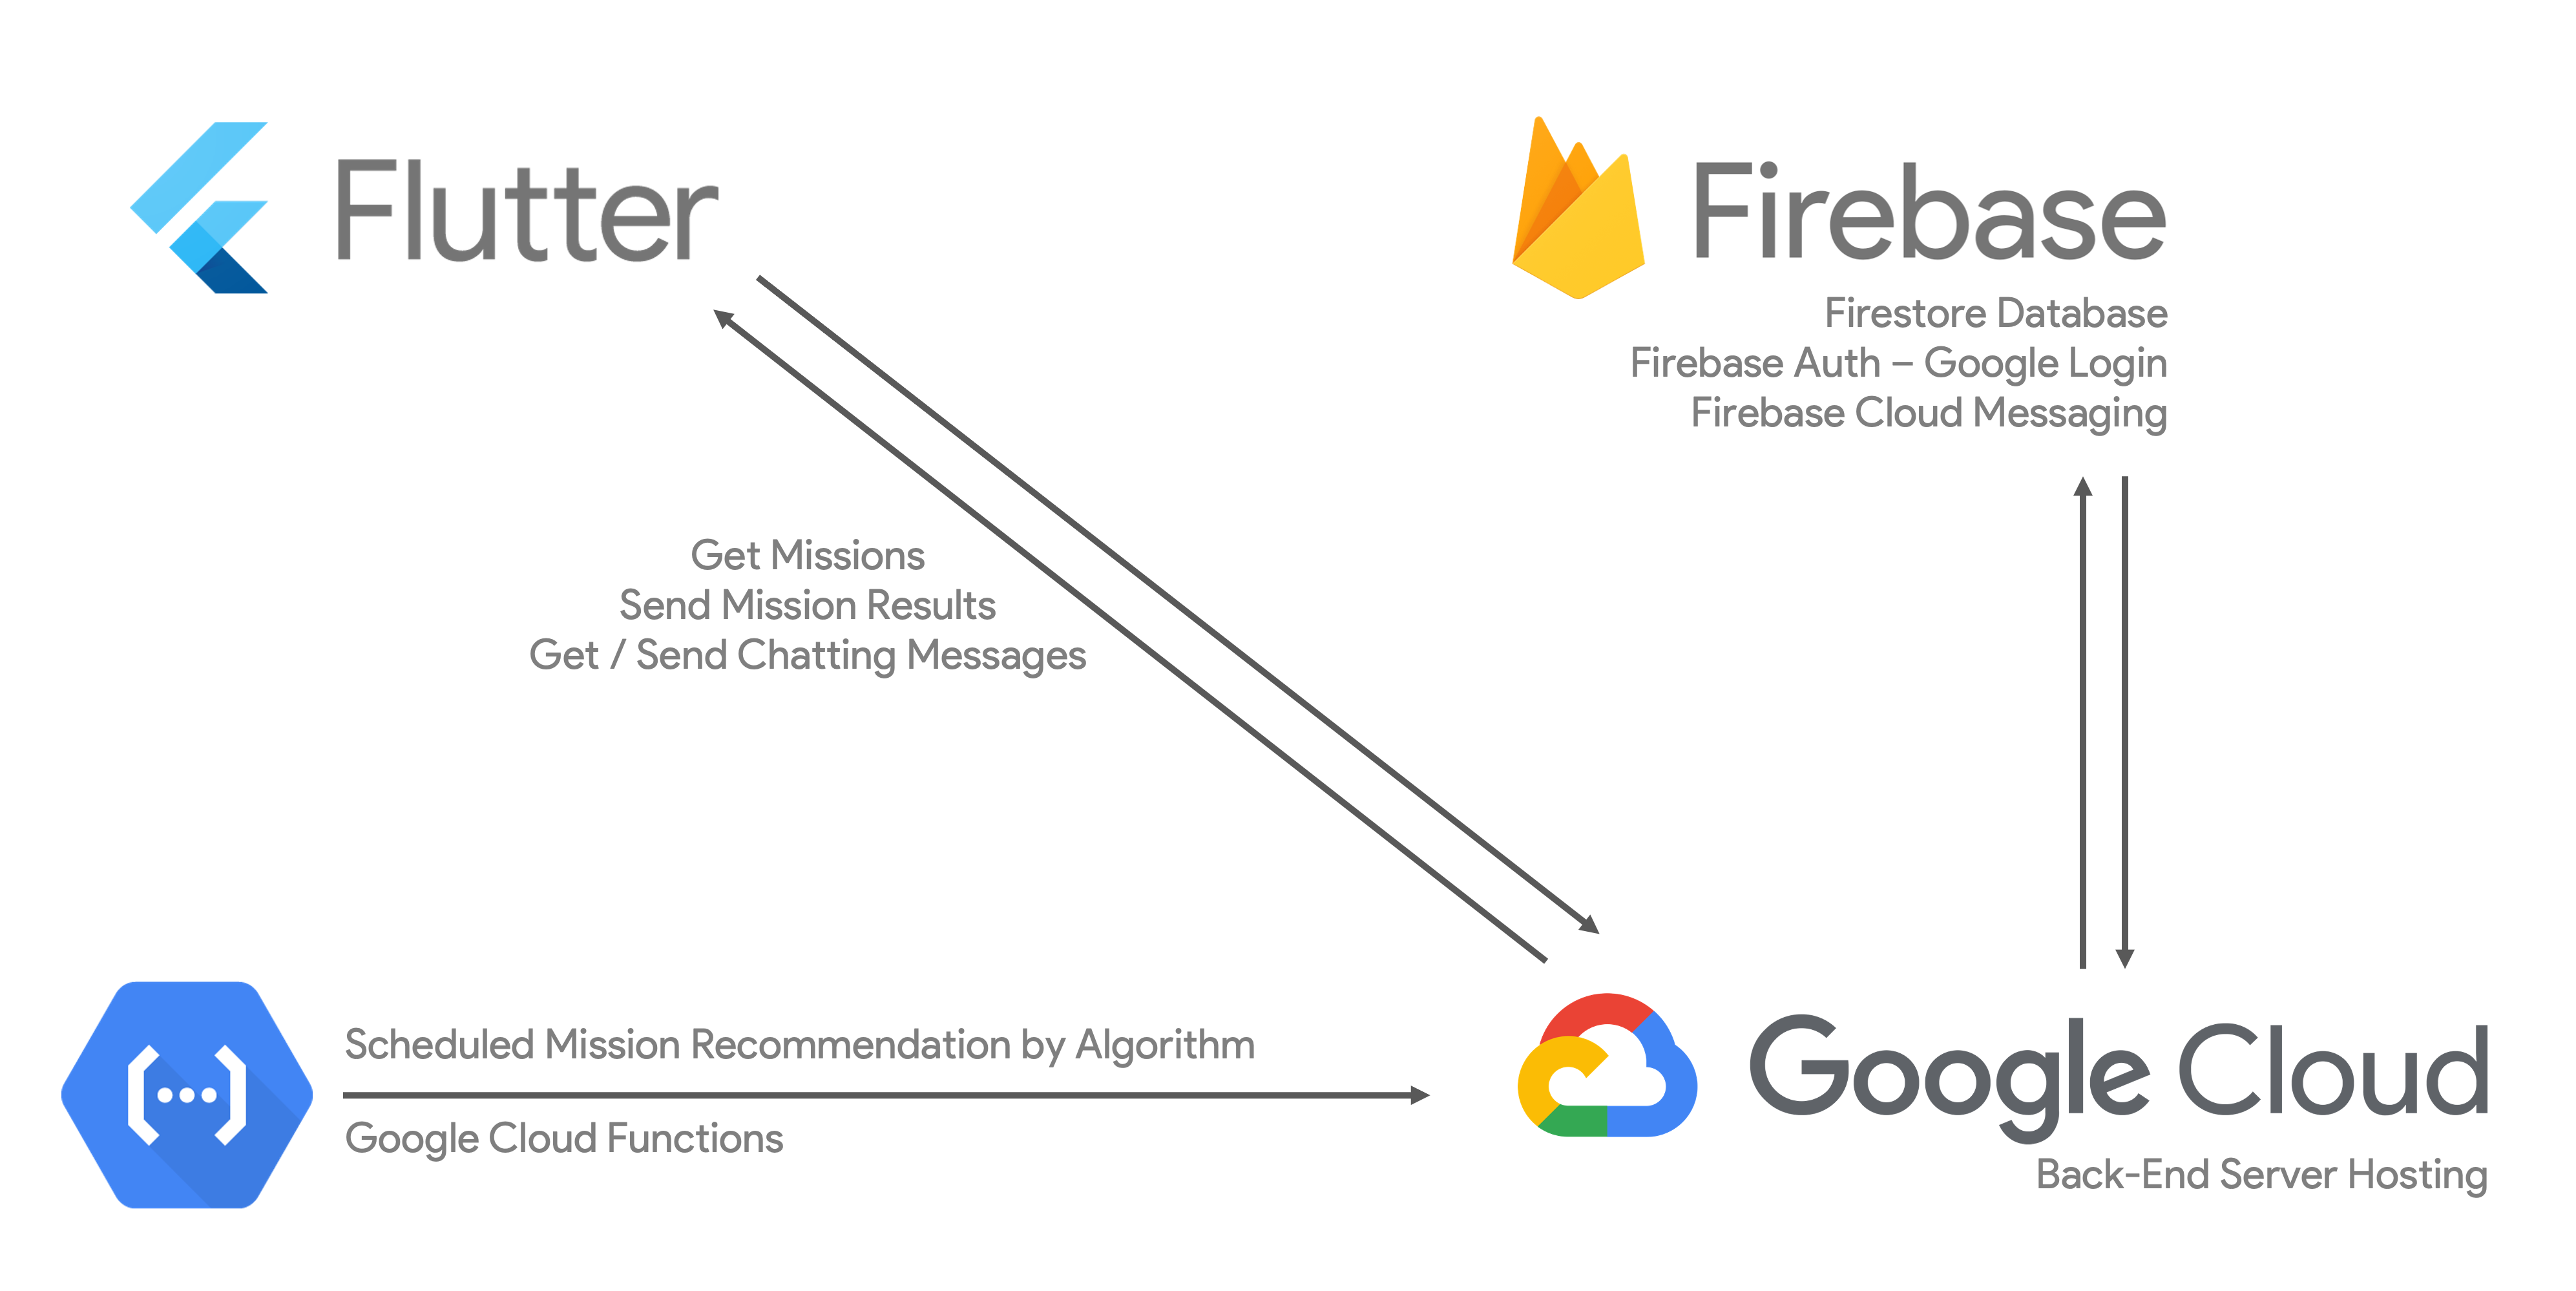 Flutter
Firebase
Firestore Database
Firebase Auth – Google Login
Firebase Cloud Messaging
Get Missions
Send Mission Results
Get / Send Chatting Messages
Scheduled Mission Recommendation by Algorithm
Google Cloud Functions
Google Cloud
Back-End Server Hosting